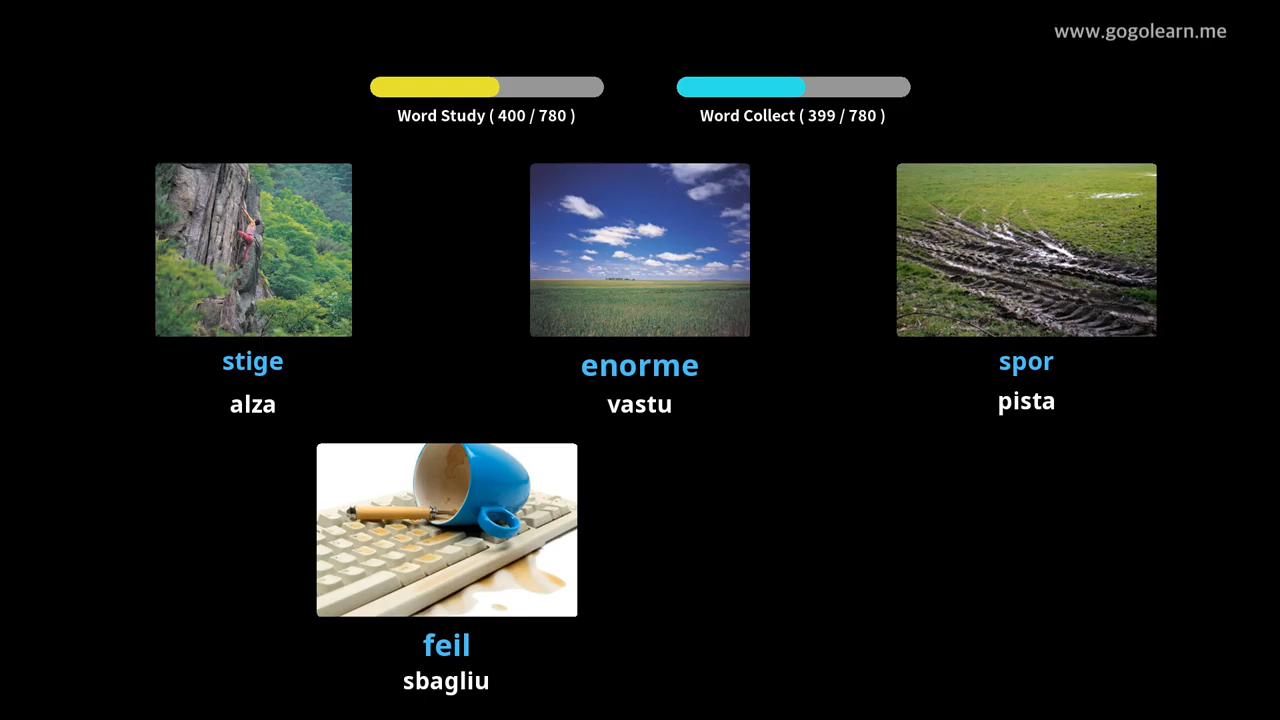 www.gogolearn.me
Word Study ( 400 / 780 )
Word Collect ( 399 / 780 )
stige
enorme
spor
alza
vastu
pista
feil
sbagliu